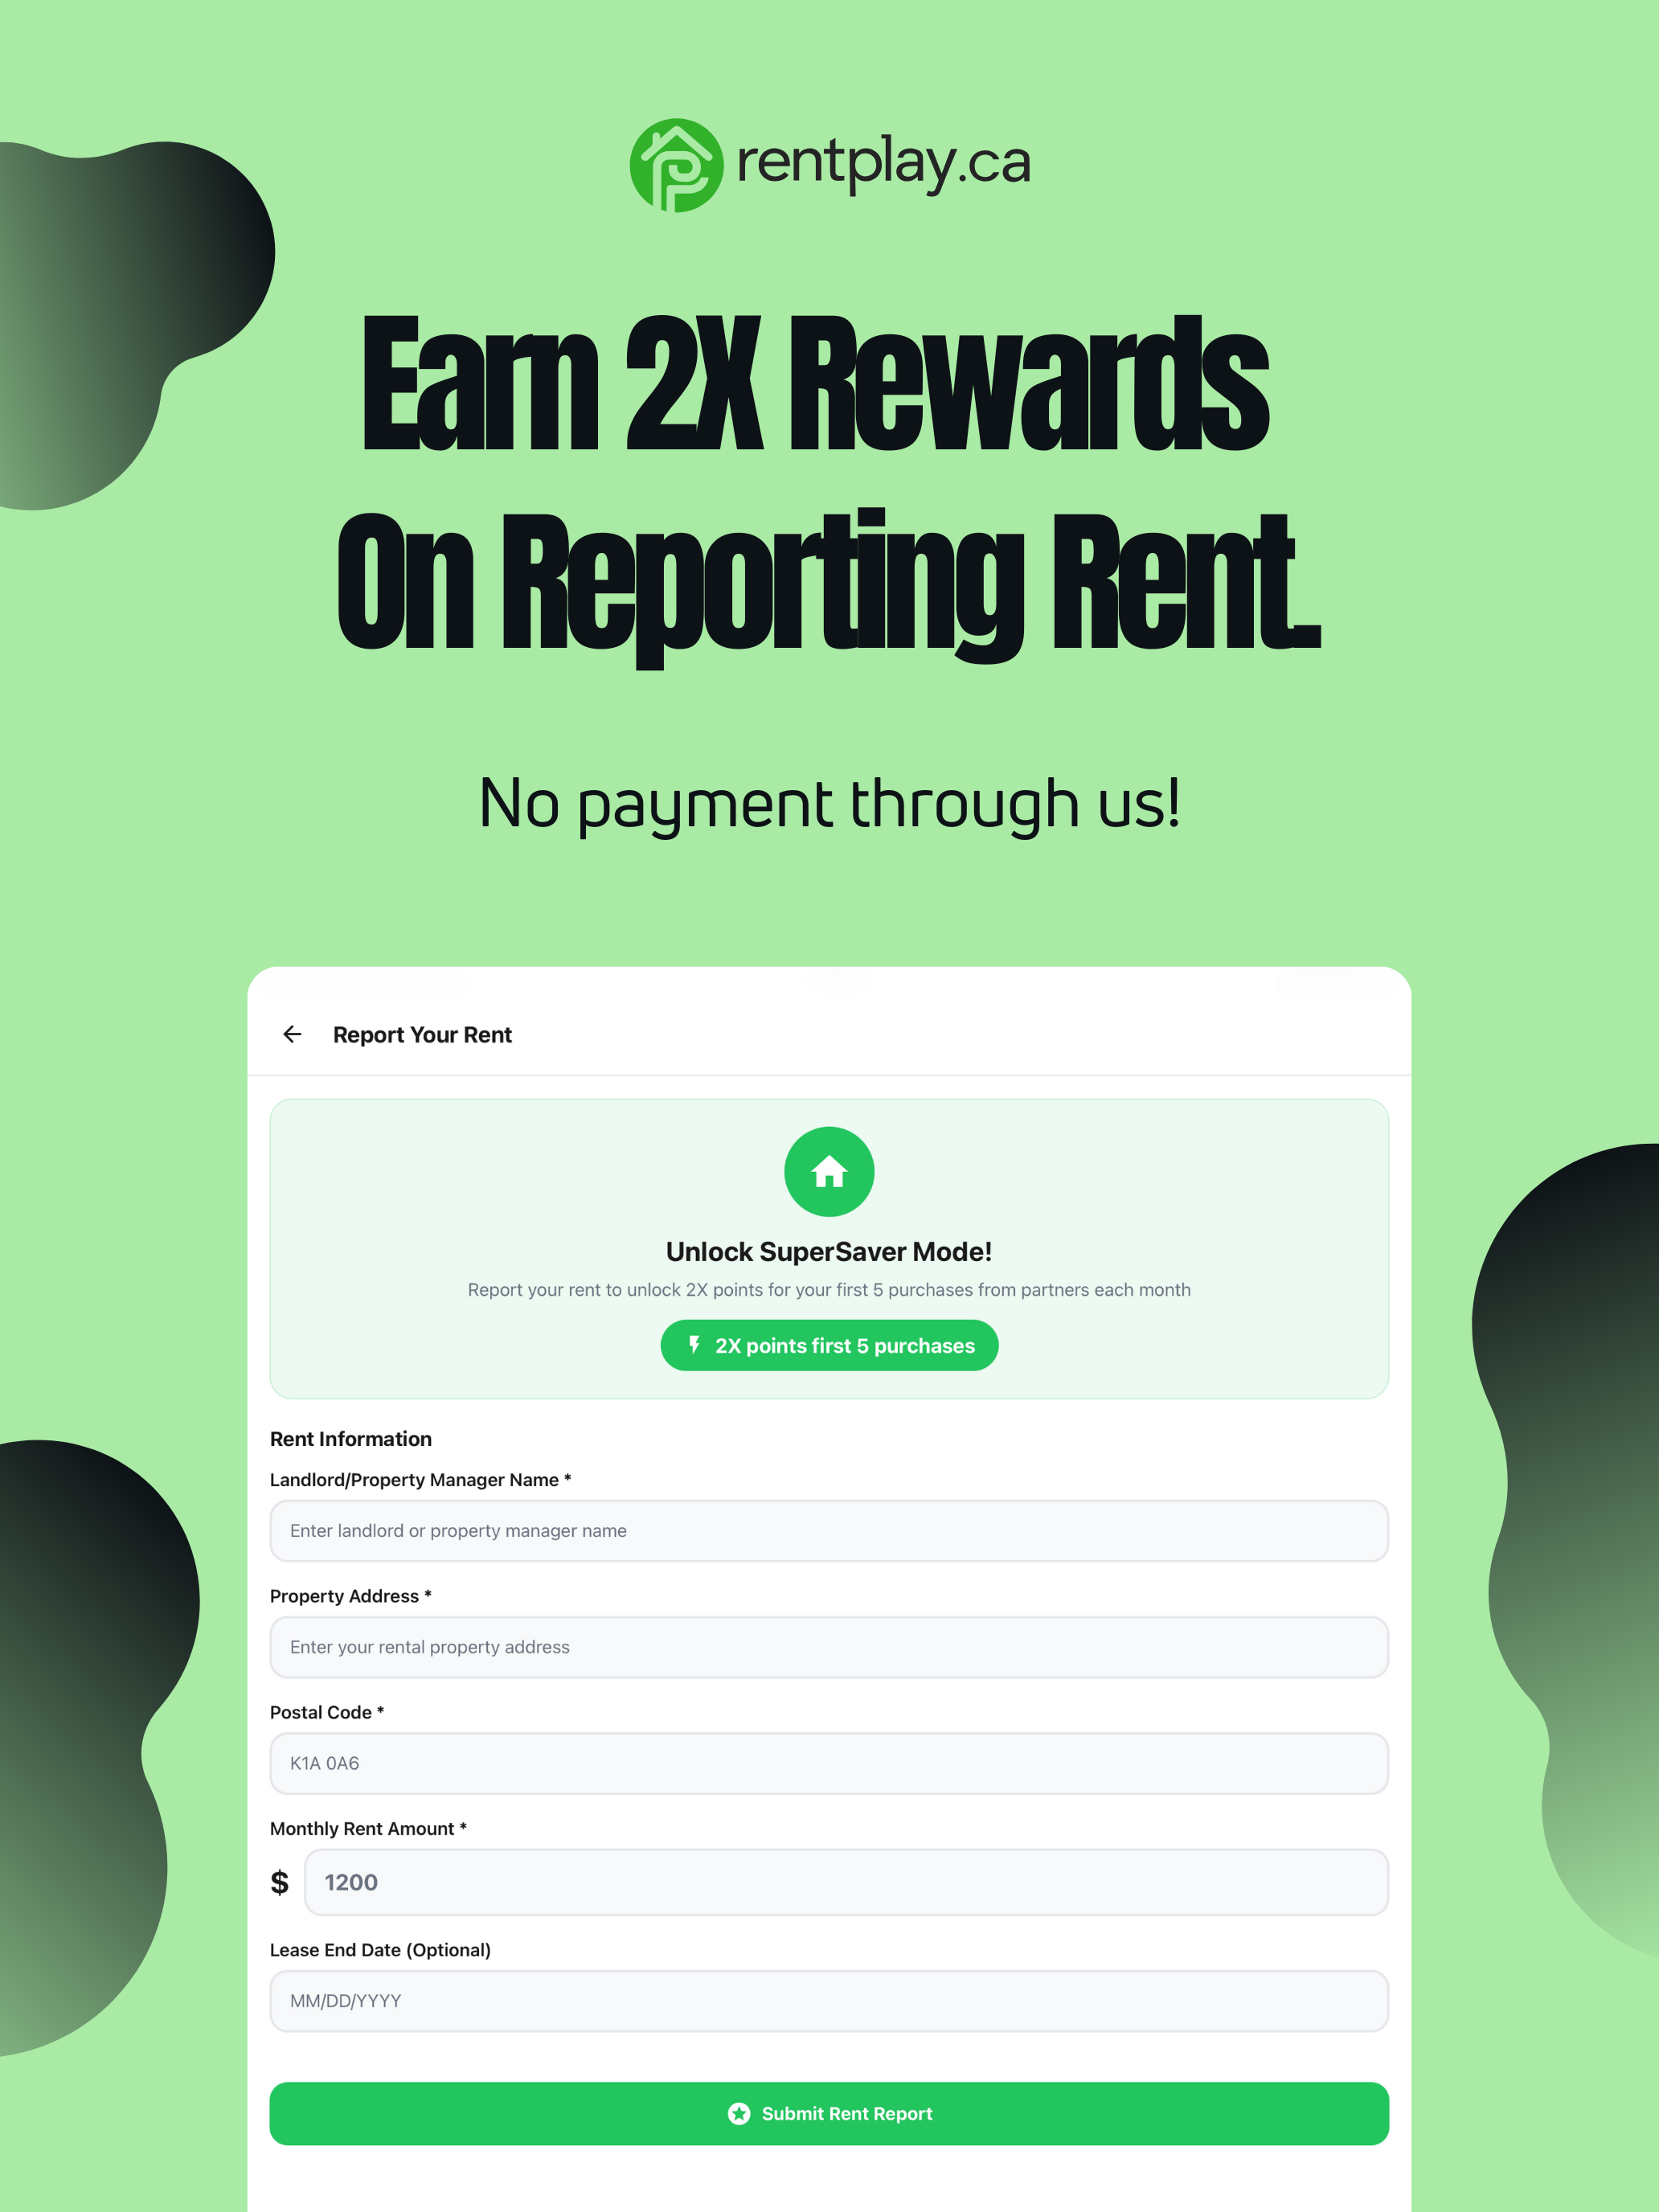 rentplay.ca
Earn 2X Rewards
On Reporting Rent.
No payment through us!
Report Your Rent
Unlock SuperSaver Mode!
Report your rent to unlock 2X points for your first 5 purchases from partners each month
2X points first 5 purchases
Rent Information
Landlord/Property Manager Name *
Enter landlord or property manager name
Property Address *
Enter your rental property address
Postal Code *
K1A 0A6
Monthly Rent Amount *
$ 1200
Lease End Date (Optional)
MM/DD/YYYY
Submit Rent Report